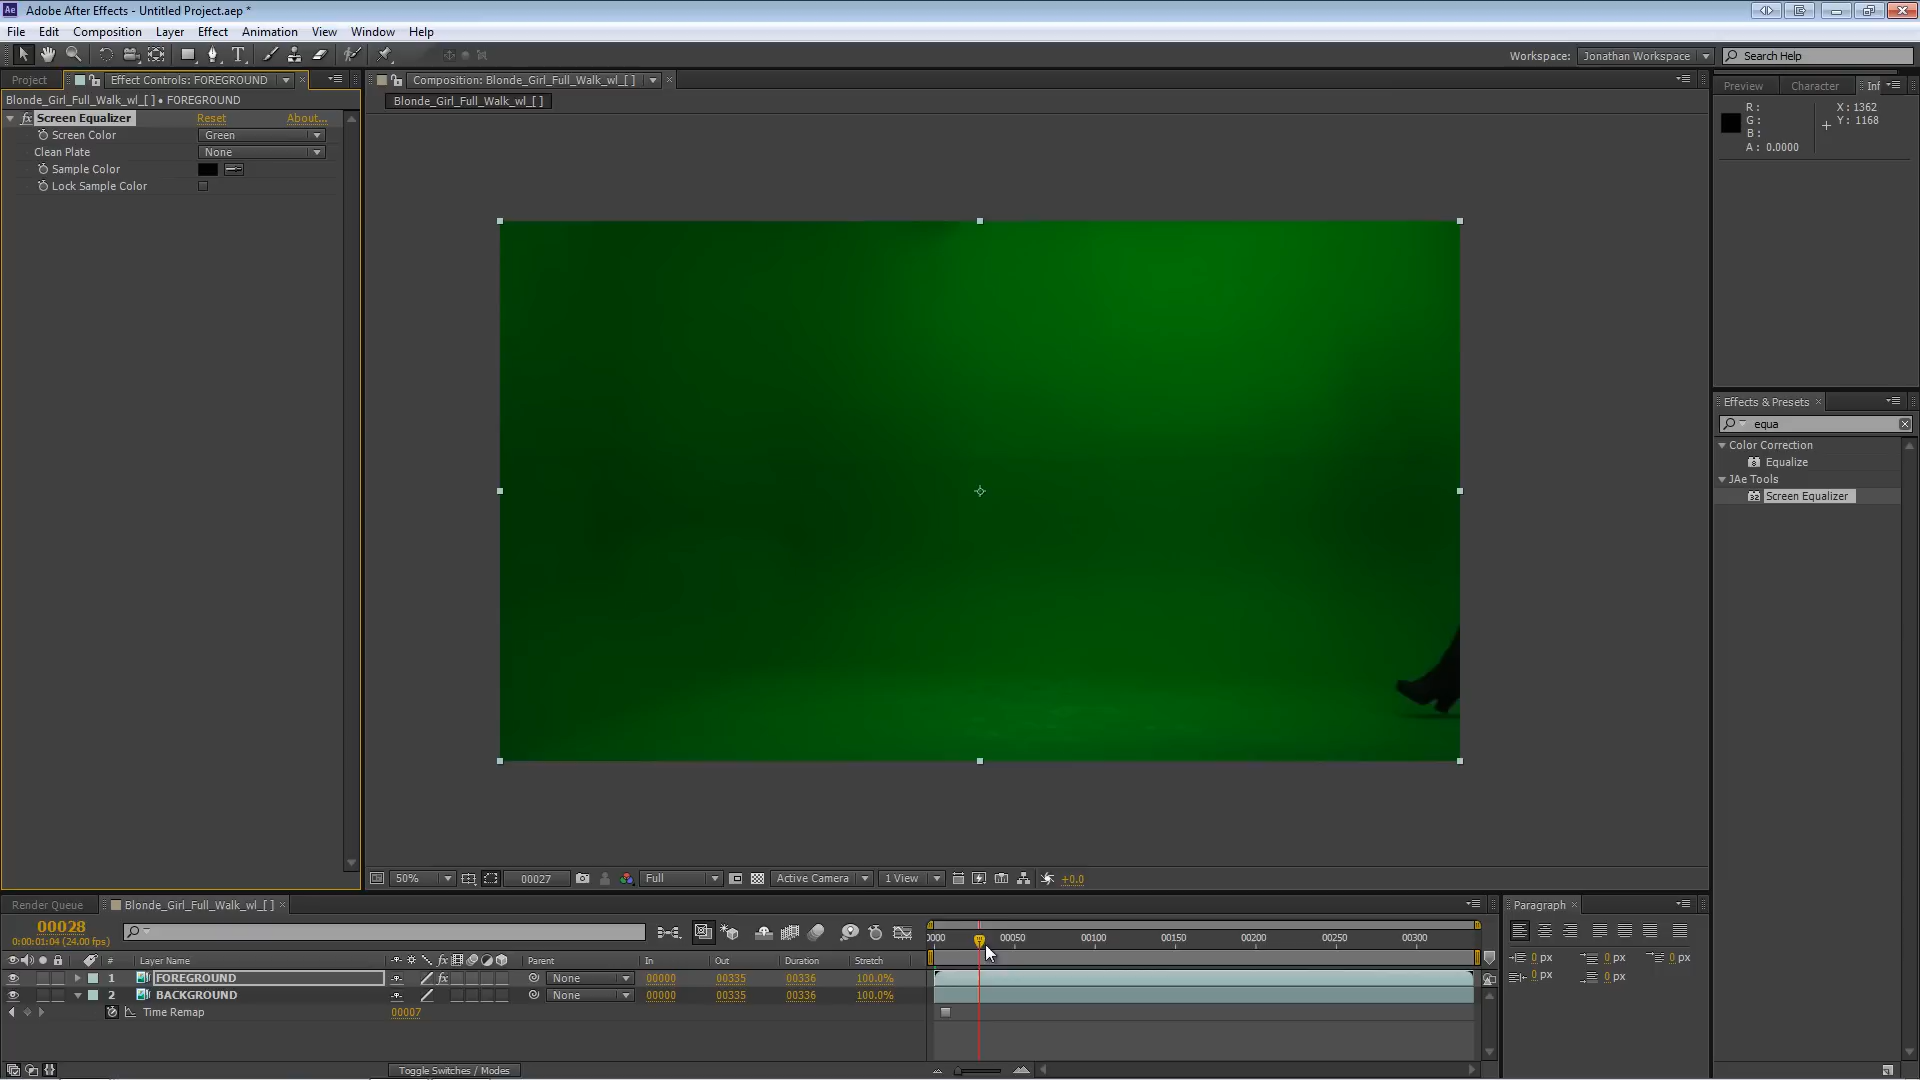 Adobe After Effects - Untitled Project.aep *
File Edit Composition Layer Effect Animation View Window Help
Workspace: Jonathan Workspace Search Help
Project Effect Controls: FOREGROUND
Blonde_Girl_Full_Walk_wl_[ ] • FOREGROUND
fx Screen Equalizer Reset About...
Screen Color Green
Clean Plate None
Sample Color
Lock Sample Color
Composition: Blonde_Girl_Full_Walk_wl_[ ]
Blonde_Girl_Full_Walk_wl_[ ]
50% 00027 Full Active Camera 1 View +0.0
Preview Character Inf
R :
G :
B :
A : 0.0000
X : 1362
Y : 1168
Effects & Presets
equa
Color Correction
Equalize
JAe Tools
Screen Equalizer
Render Queue Blonde_Girl_Full_Walk_wl_[ ]
00028
0:00:01:04 (24.00 fps)
0000 00050 00100 00150 00200 00250 00300
# Layer Name fx Parent In Out Duration Stretch
1 FOREGROUND fx None 00000 00335 00336 100.0%
2 BACKGROUND None 00000 00335 00336 100.0%
Time Remap 00007
Toggle Switches / Modes
Paragraph
0 px 0 px 0 px
0 px 0 px